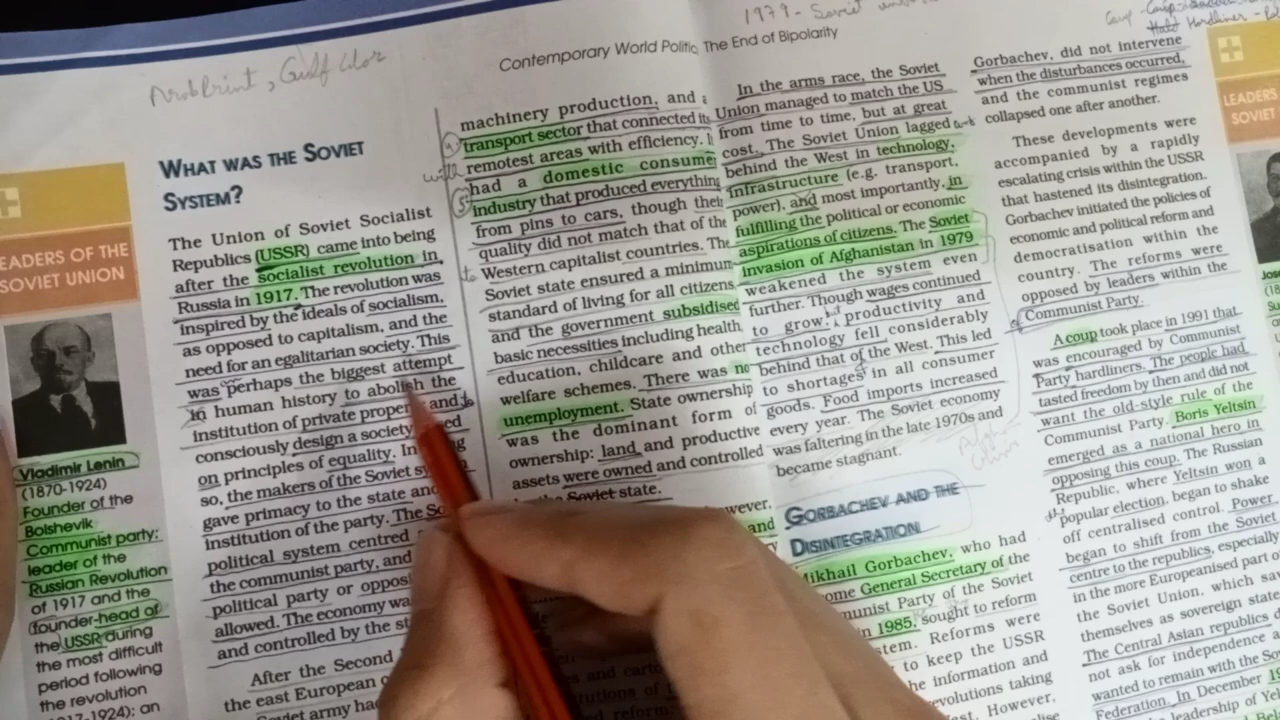 1979 - Soviet
Contemporary World Politic
The End of Bipolarity
EADERS OF THE
SOVIET UNION
Vladimir Lenin
(1870-1924)
Founder of the
Bolshevik
Communist party;
leader of the
Russian Revolution
of 1917 and the
founder-head of
the USSR during
the most difficult
period following
the revolution
(1917-1924); an
WHAT WAS THE SOVIET
SYSTEM?
The Union of Soviet Socialist
Republics (USSR) came into being
after the socialist revolution in
Russia in 1917. The revolution was
inspired by the ideals of socialism,
as opposed to capitalism, and the
need for an egalitarian society. This
was perhaps the biggest attempt
in human history to abolish the
institution of private proper and
consciously design a society
on principles of equality. In
so, the makers of the Soviet sy
gave primacy to the state and
institution of the party. The So
political system centred
the communist party, and
political party or opposi
allowed. The economy wa
and controlled by the st
After the Second
the east European
Soviet army had
machinery production, and a
transport sector that connected its
remotest areas with efficiency. I
had a domestic consume
industry that produced everything
from pins to cars, though their
quality did not match that of the
Western capitalist countries. The
Soviet state ensured a minimum
standard of living for all citizens
and the government subsidised
basic necessities including health,
education, childcare and other
welfare schemes. There was no
unemployment. State ownership
was the dominant form of
ownership: land and productive
assets were owned and controlled
Soviet state.
wever,
and
In the arms race, the Soviet
Union managed to match the US
from time to time, but at great
cost. The Soviet Union lagged
behind the West in technology,
infrastructure (e.g. transport,
power), and most importantly, in
fulfilling the political or economic
aspirations of citizens. The Soviet
invasion of Afghanistan in 1979
weakened the system even
further. Though wages continued
to grow, productivity and
technology fell considerably
behind that of the West. This led
to shortages in all consumer
goods. Food imports increased
every year. The Soviet economy
was faltering in the late 1970s and
became stagnant.
GORBACHEV AND THE
DISINTEGRATION
Mikhail Gorbachev, who had
ome General Secretary of the
munist Party of the Soviet
in 1985, sought to reform
stem. Reforms were
to keep the USSR
he information and
evolutions taking
est. However,
Gorbachev, did not intervene
when the disturbances occurred,
and the communist regimes
collapsed one after another.
These developments were
accompanied by a rapidly
escalating crisis within the USSR
that hastened its disintegration.
Gorbachev initiated the policies of
economic and political reform and
democratisation within the
country. The reforms were
opposed by leaders within the
Communist Party.
A coup took place in 1991 that
was encouraged by Communist
Party hardliners. The people had
tasted freedom by then and did not
want the old-style rule of the
Communist Party. Boris Yeltsin
emerged as a national hero in
opposing this coup. The Russian
Republic, where Yeltsin won a
popular election, began to shake
off centralised control. Power
began to shift from the Soviet
centre to the republics, especially
in the more Europeanised part of
the Soviet Union, which saw
themselves as sovereign state
The Central Asian republics d
not ask for independence a
wanted to remain with the So
Federation. In December 19
LEADERS
SOVIET